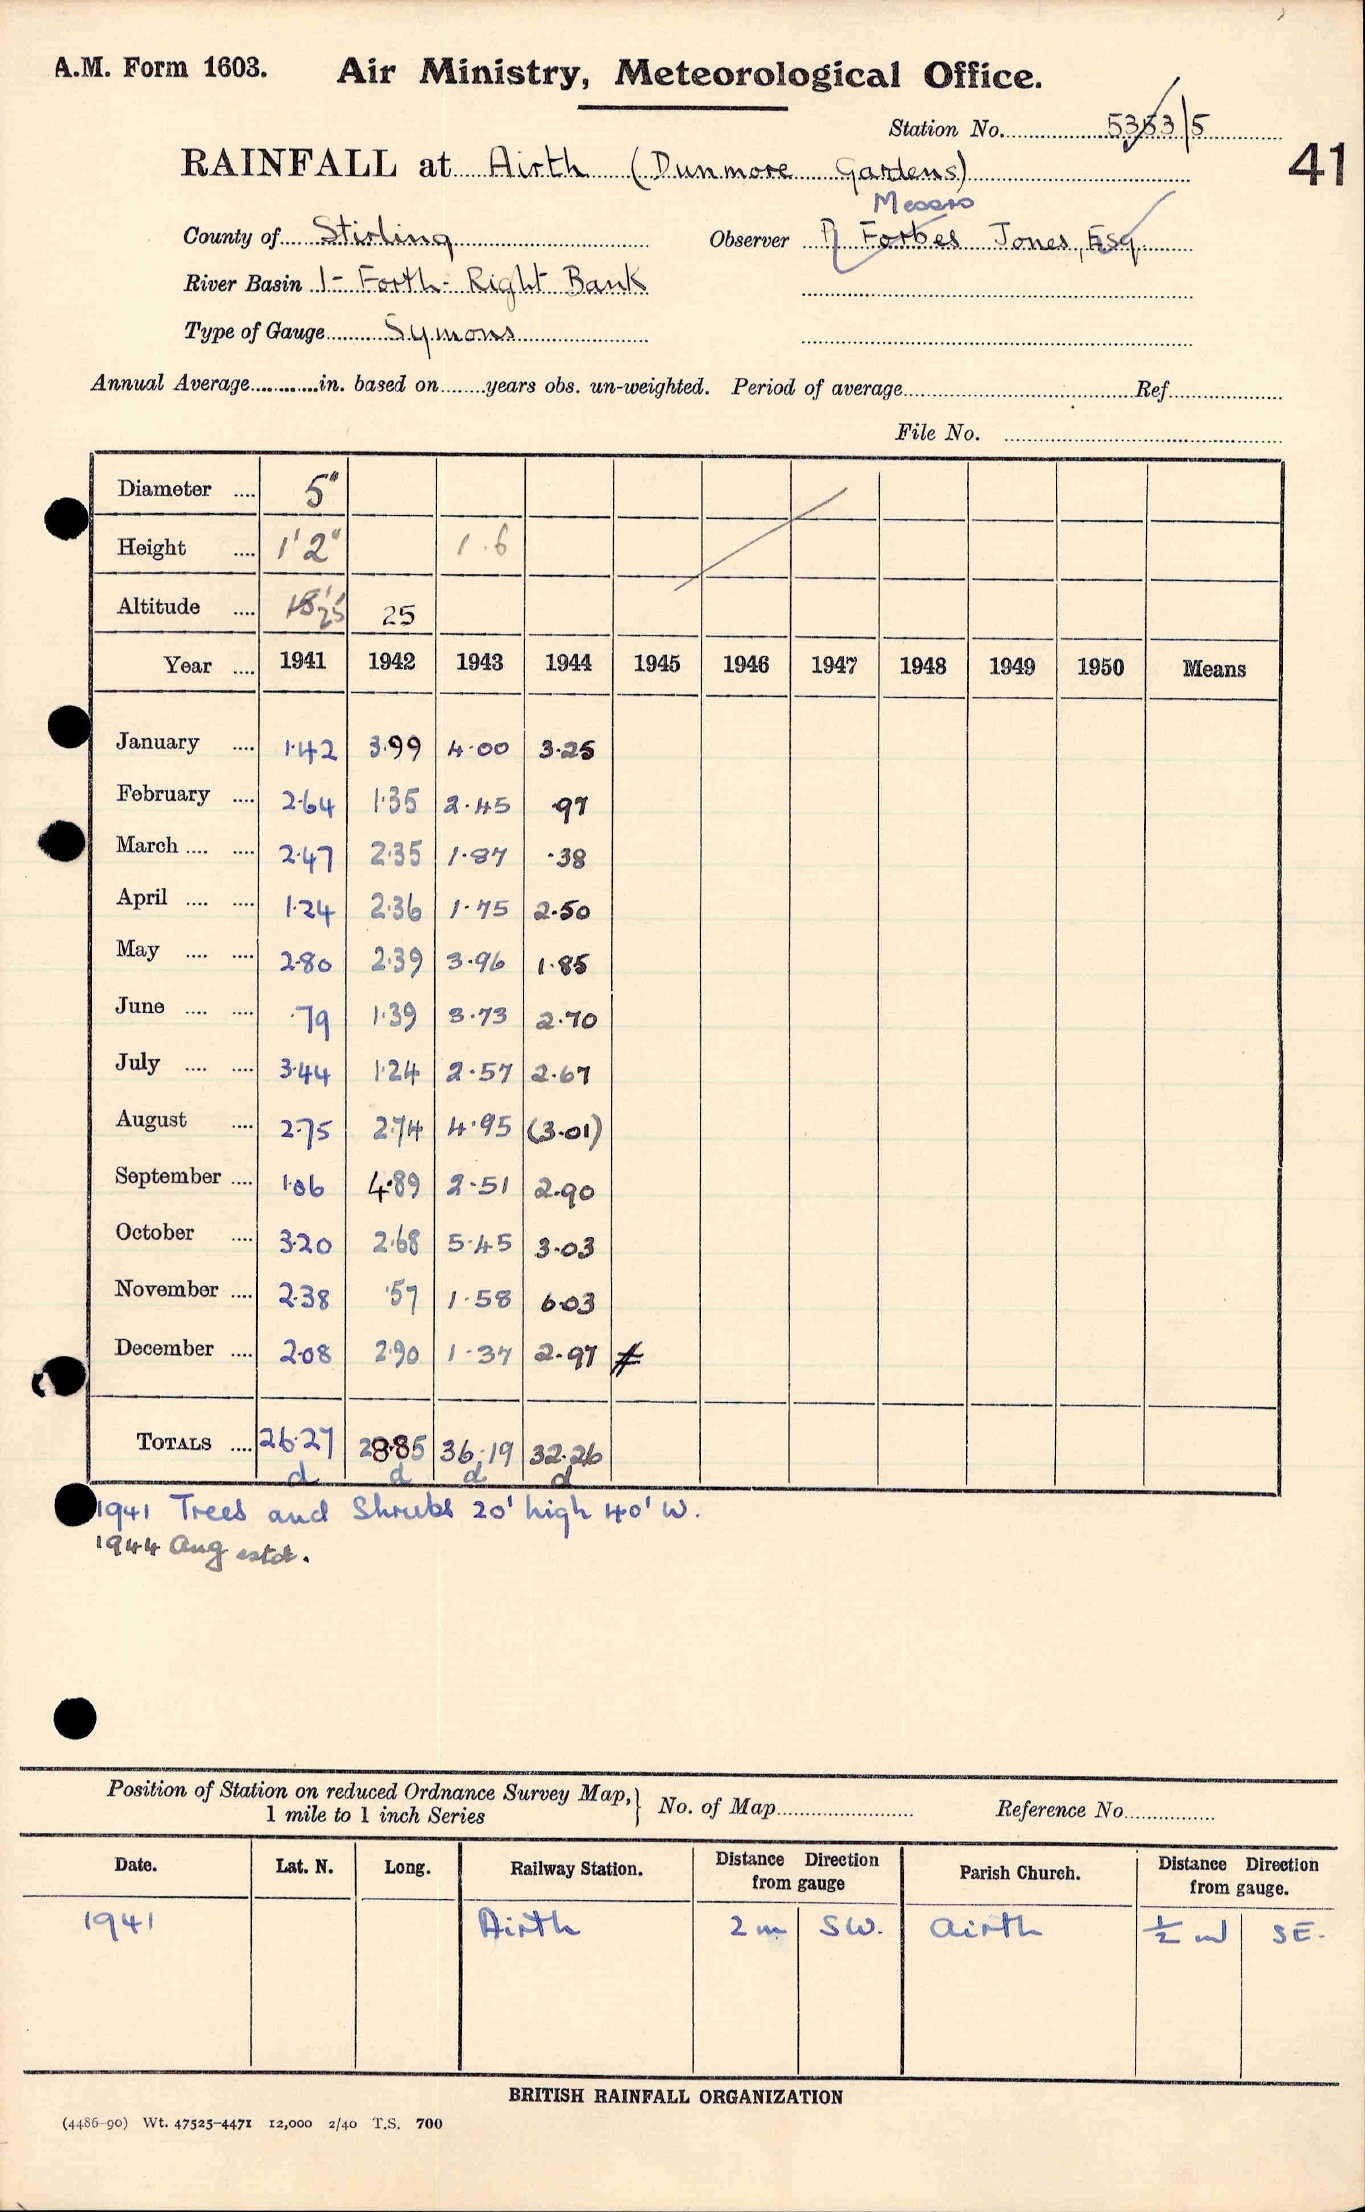 A.M. Form 1603. Air Ministry, Meteorological Office.
Station No. 5353/5
RAINFALL at Airth (Dunmore Gardens)
41
Messrs
County of Stirling Observer Forbes Jones, Esq
River Basin 1- Forth- Right Bank
Type of Gauge Symons
Annual Average in. based on years obs. un-weighted. Period of average Ref
File No.
Diameter 5"
Height 1'2" 1.6
Altitude 25
Year 1941 1942 1943 1944 1945 1946 1947 1948 1949 1950 Means
January 1.42 3.99 4.00 3.25
February 2.64 1.35 2.45 .97
March 2.47 2.35 1.87 .38
April 1.24 2.36 1.75 2.50
May 2.80 2.39 3.96 1.85
June .79 1.39 3.73 2.70
July 3.44 1.24 2.57 2.67
August 2.75 2.74 4.95 (3.01)
September 1.06 4.89 2.51 2.90
October 3.20 2.68 5.45 3.03
November 2.38 .57 1.58 6.03
December 2.08 2.90 1.37 2.97 #
TOTALS 26.27 28.85 36.19 32.26
d d d d
1941 Trees and Shrubs 20' high 40' W.
1944 Aug estd.
Position of Station on reduced Ordnance Survey Map, 1 mile to 1 inch Series } No. of Map Reference No
Date. Lat. N. Long. Railway Station. Distance Direction from gauge Parish Church. Distance Direction from gauge.
1941 Airth 2 m SW. Airth ½ m SE.
BRITISH RAINFALL ORGANIZATION
(4486-90) Wt. 47525-4471 12,000 2/40 T.S. 700